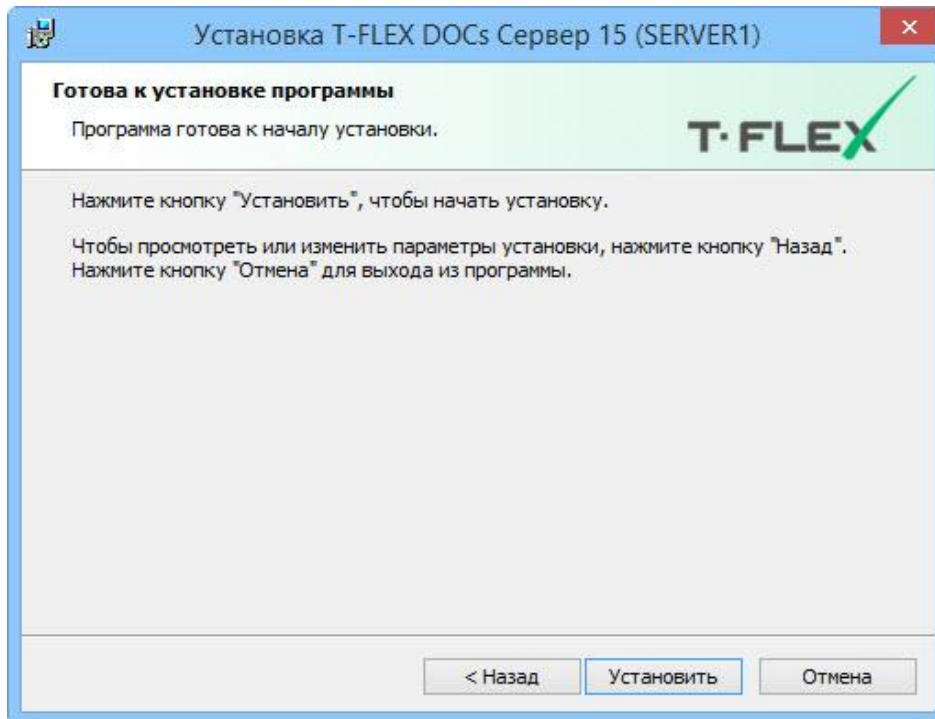 Установка T-FLEX DOCs Сервер 15 (SERVER1)
Готова к установке программы
Программа готова к началу установки.
T·FLEX
Нажмите кнопку "Установить", чтобы начать установку.
Чтобы просмотреть или изменить параметры установки, нажмите кнопку "Назад".
Нажмите кнопку "Отмена" для выхода из программы.
< Назад
Установить
Отмена